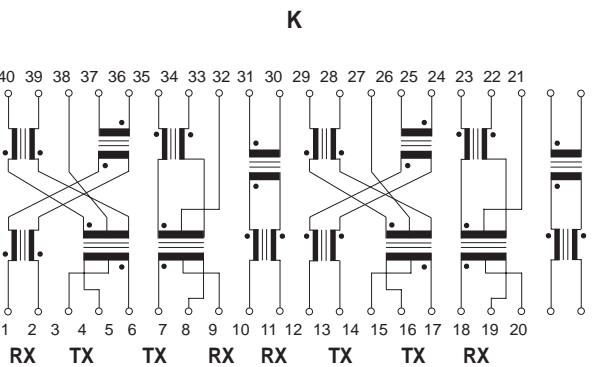 K
40 39 38 37 36 35 34 33 32 31 30 29 28 27 26 25 24 23 22 21
1 2 3 4 5 6 7 8 9 10 11 12 13 14 15 16 17 18 19 20
RX TX TX RX RX TX TX RX